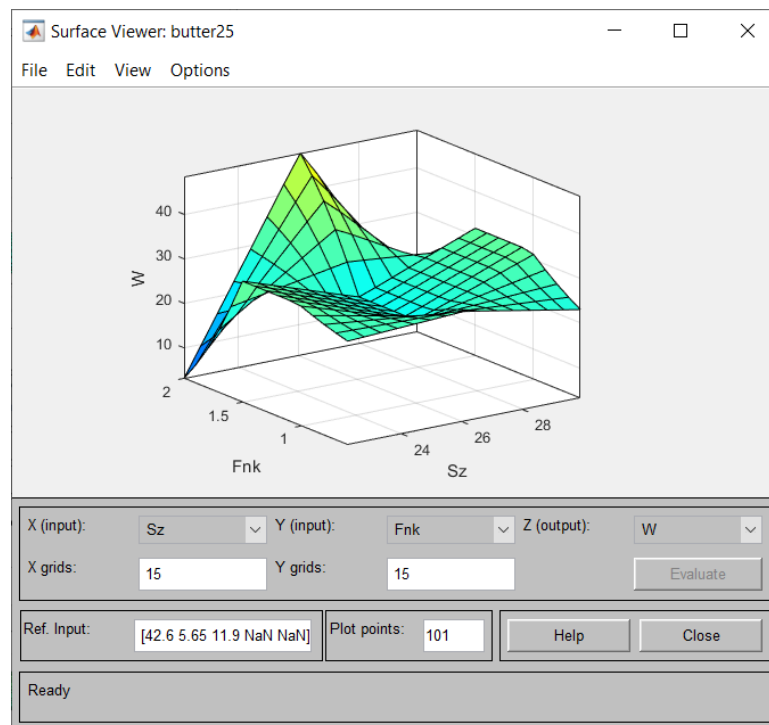 Surface Viewer: butter25
File Edit View Options
40
30
20
10
W
2
1.5
1
Fnk
24
26
28
Sz
X (input): Sz Y (input): Fnk Z (output): W
X grids: 15 Y grids: 15 Evaluate
Ref. Input: [42.6 5.65 11.9 NaN NaN] Plot points: 101 Help Close
Ready